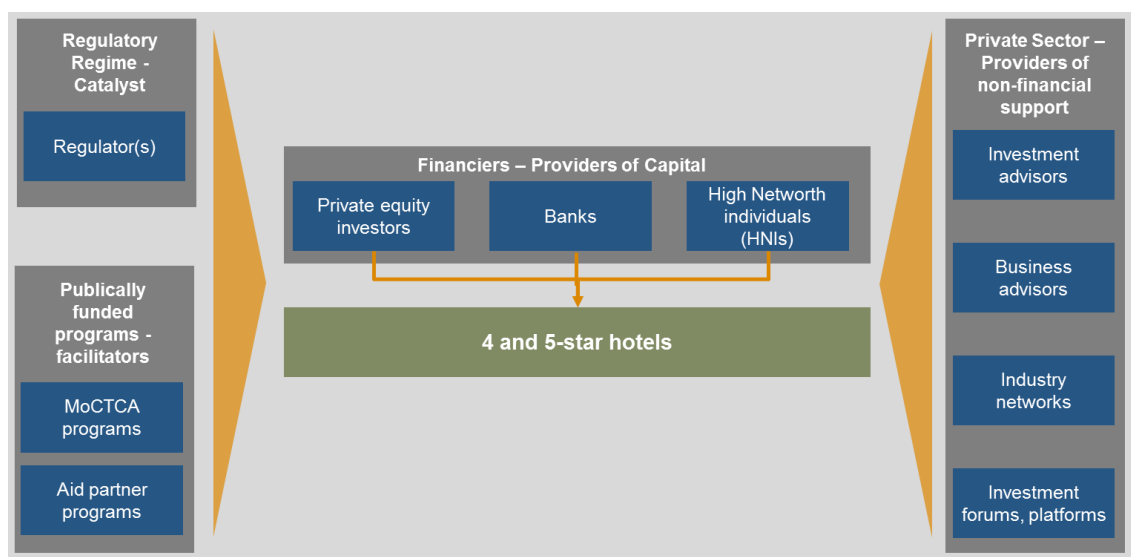 Regulatory
Regime -
Catalyst
Regulator(s)
Publically
funded
programs -
facilitators
MoCTCA
programs
Aid partner
programs
Financiers – Providers of Capital
Private equity
investors
Banks
High Networth
individuals
(HNIs)
4 and 5-star hotels
Private Sector –
Providers of
non-financial
support
Investment
advisors
Business
advisors
Industry
networks
Investment
forums, platforms